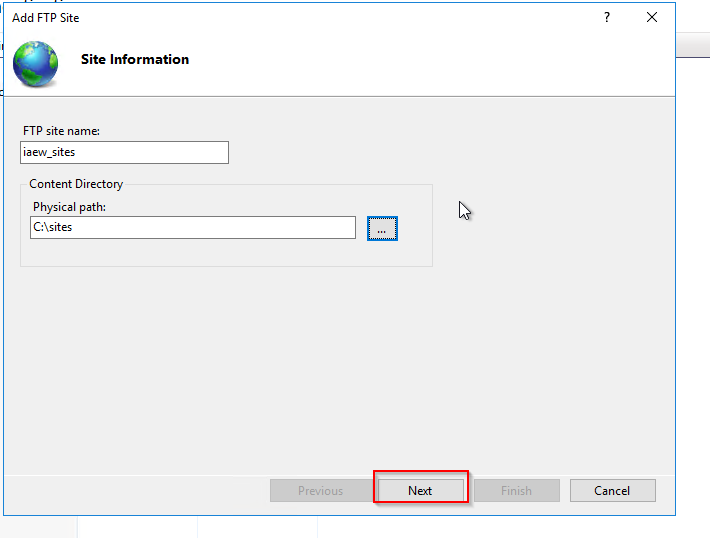 Add FTP Site
?
Site Information
FTP site name:
iaew_sites
Content Directory
Physical path:
C:\sites
...
Previous
Next
Finish
Cancel